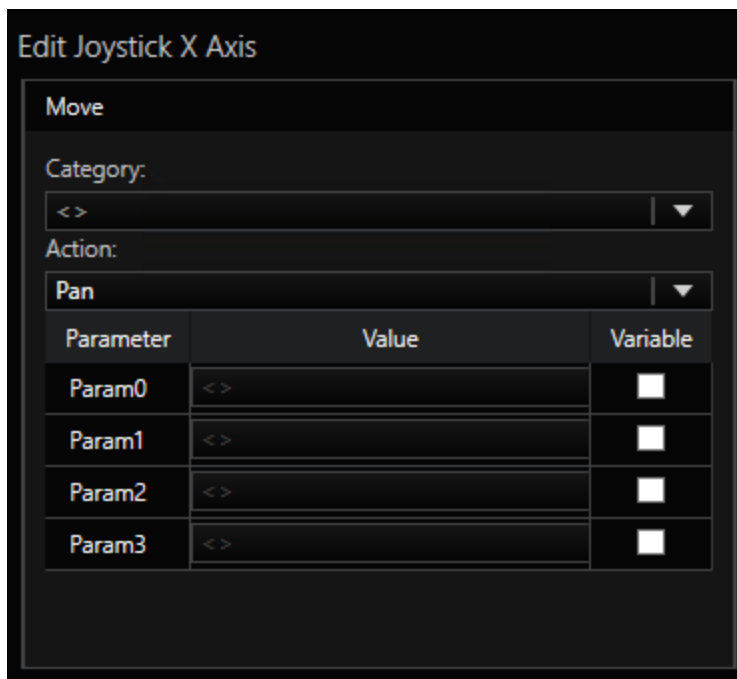 Edit Joystick X Axis
Move
Category:
< >
Action:
Pan
Parameter Value Variable
Param0 < >
Param1 < >
Param2 < >
Param3 < >